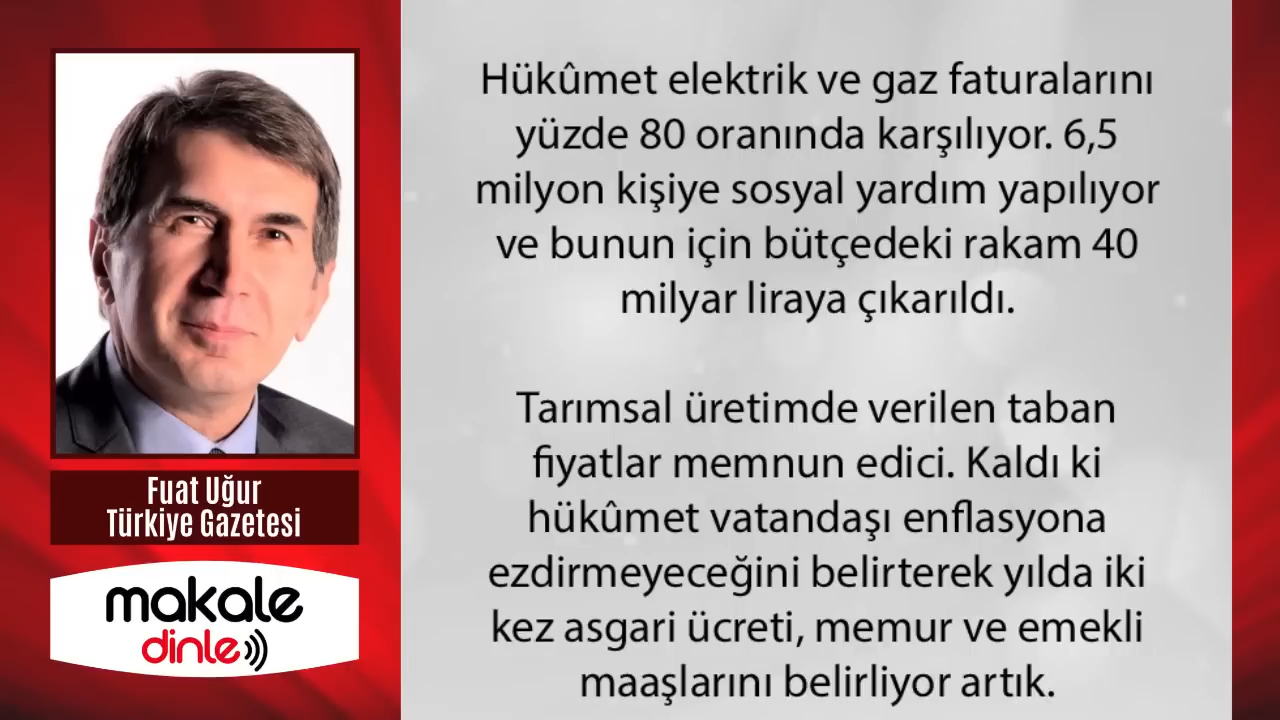 Fuat Uğur
Türkiye Gazetesi
makale
dinle
Hükûmet elektrik ve gaz faturalarını
yüzde 80 oranında karşılıyor. 6,5
milyon kişiye sosyal yardım yapılıyor
ve bunun için bütçedeki rakam 40
milyar liraya çıkarıldı.
Tarımsal üretimde verilen taban
fiyatlar memnun edici. Kaldı ki
hükûmet vatandaşı enflasyona
ezdirmeyeceğini belirterek yılda iki
kez asgari ücreti, memur ve emekli
maaşlarını belirliyor artık.